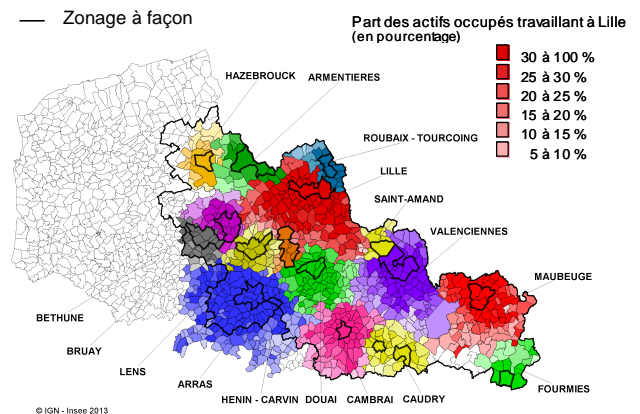 Zonage à façon
Part des actifs occupés travaillant à Lille
(en pourcentage)
30 à 100 %
25 à 30 %
20 à 25 %
15 à 20 %
10 à 15 %
5 à 10 %
HAZEBROUCK
ARMENTIERES
ROUBAIX - TOURCOING
LILLE
SAINT-AMAND
VALENCIENNES
MAUBEUGE
BETHUNE
BRUAY
LENS
ARRAS
HENIN - CARVIN
DOUAI
CAMBRAI
CAUDRY
FOURMIES
© IGN - Insee 2013